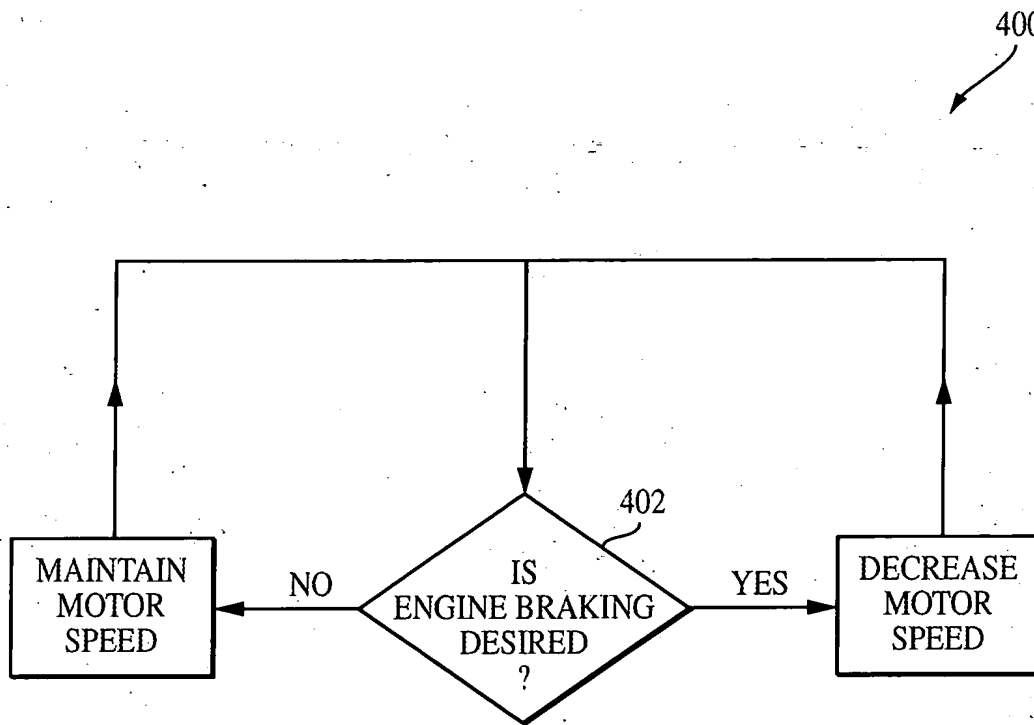 400
402
MAINTAIN
MOTOR
SPEED
NO
IS
ENGINE BRAKING
DESIRED
?
YES
DECREASE
MOTOR
SPEED